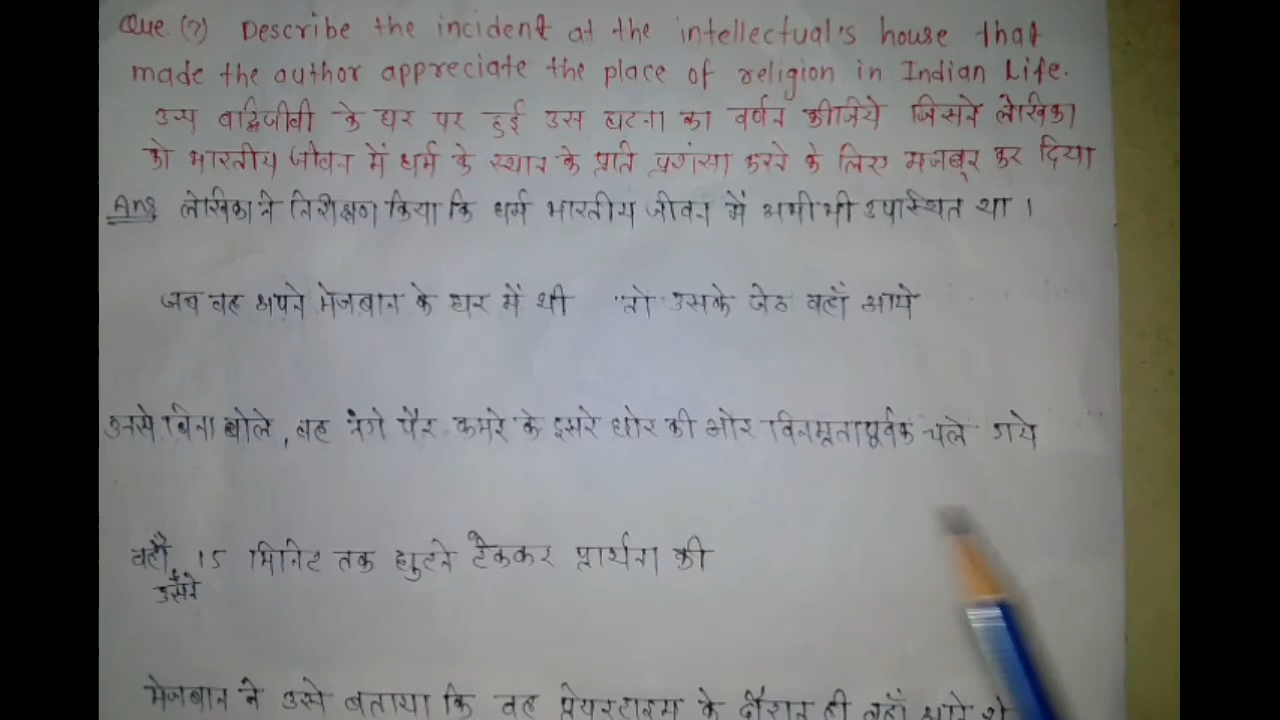 Que. (7) Describe the incident at the intellectual's house that
made the author appreciate the place of religion in Indian Life.
उस बुद्धिजीवी के घर पर हुई उस घटना का वर्णन कीजिये जिसने लेखिका
को भारतीय जीवन में धर्म के स्थान के प्रति प्रशंसा करने के लिए मजबूर कर दिया
Ans लेखिका ने निरीक्षण किया कि धर्म भारतीय जीवन में अभी भी उपस्थित था ।
जब वह अपने मेजबान के घर में थी तो उसके जेठ वहाँ आये
उनसे बिना बोले, वह नंगे पैर कमरे के दूसरे छोर की ओर विनम्रतापूर्वक चले गये
वहाँ उसने 15 मिनिट तक घुटने टेककर प्रार्थना की
मेजबान ने उसे बताया कि वह प्रेयरटाइम के दौरान ही वहाँ आये थे